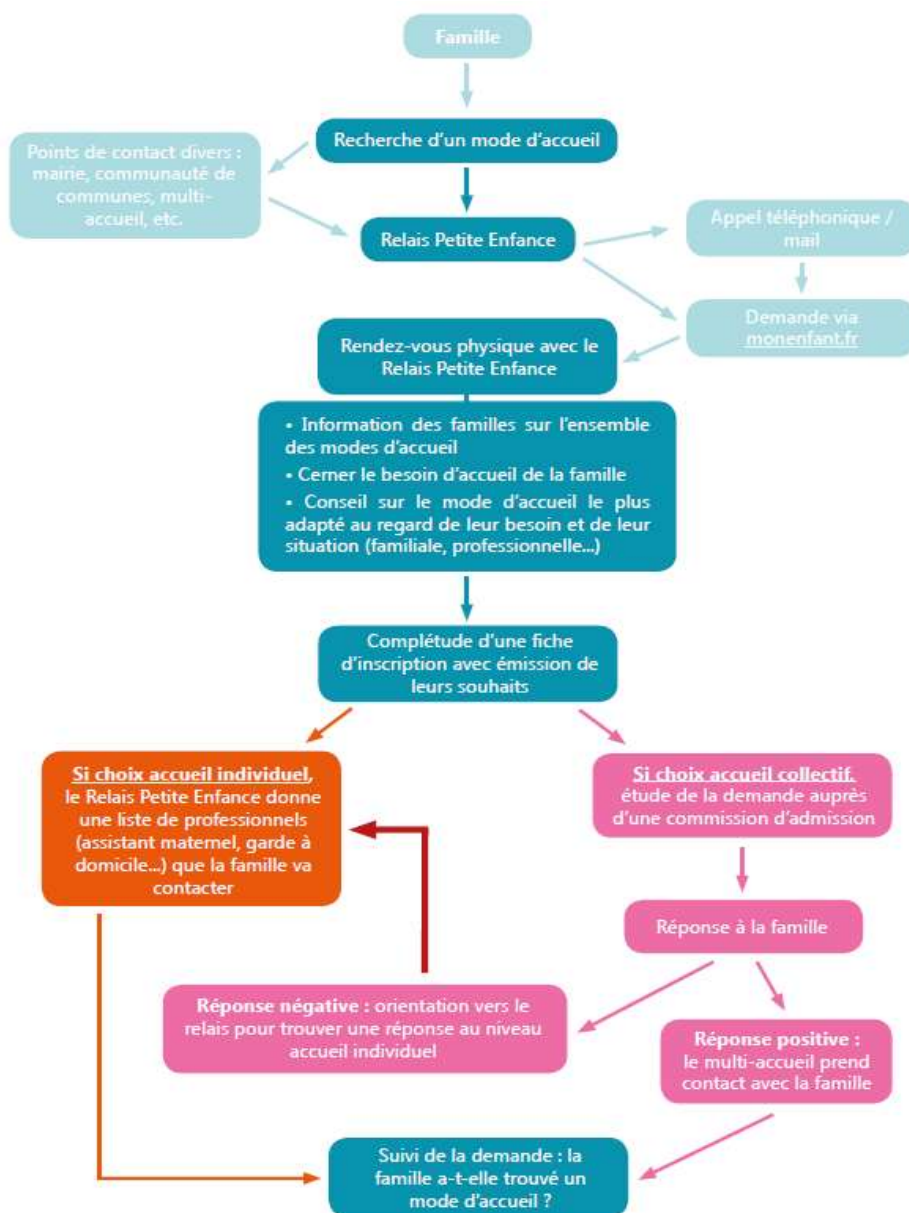 Famille
Recherche d'un mode d'accueil
Points de contact divers :
mairie, communauté de
communes, multi-
accueil, etc.
Relais Petite Enfance
Appel téléphonique /
mail
Demande via
monenfant.fr
Rendez-vous physique avec le
Relais Petite Enfance
• Information des familles sur l'ensemble
des modes d'accueil
• Cerner le besoin d'accueil de la famille
• Conseil sur le mode d'accueil le plus
adapté au regard de leur besoin et de leur
situation (familiale, professionnelle...)
Complétude d'une fiche
d'inscription avec émission de
leurs souhaits
Si choix accueil individuel,
le Relais Petite Enfance donne
une liste de professionnels
(assistant maternel, garde à
domicile...) que la famille va
contacter
Si choix accueil collectif,
étude de la demande auprès
d'une commission d'admission
Réponse à la famille
Réponse négative : orientation vers le
relais pour trouver une réponse au niveau
accueil individuel
Réponse positive :
le multi-accueil prend
contact avec la famille
Suivi de la demande : la
famille a-t-elle trouvé un
mode d'accueil ?